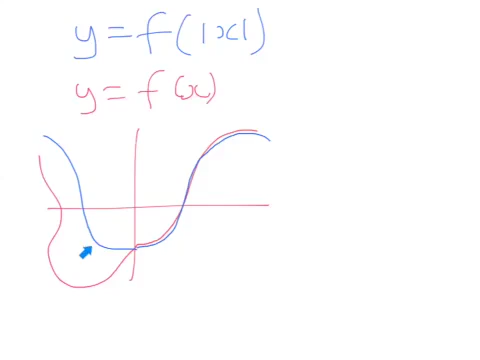 y = f(|x|)
y = f(x)